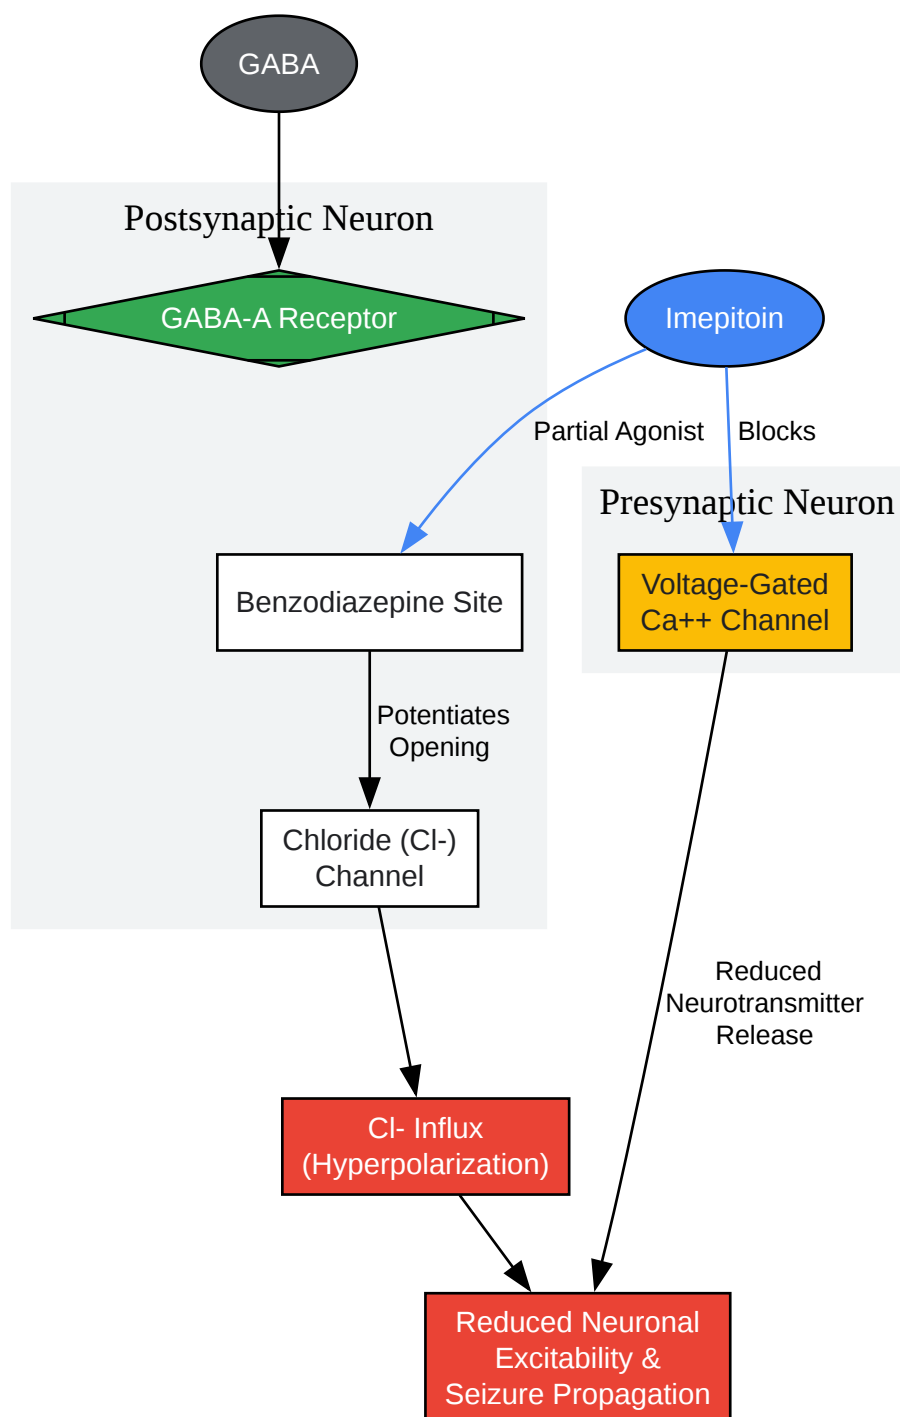 GABA
Postsynaptic Neuron
GABA-A Receptor
Imepitoin
Partial Agonist
Blocks
Presynaptic Neuron
Benzodiazepine Site
Voltage-Gated
Ca++ Channel
Potentiates
Opening
Chloride (Cl-)
Channel
Reduced
Neurotransmitter
Release
Cl- Influx
(Hyperpolarization)
Reduced Neuronal
Excitability &
Seizure Propagation